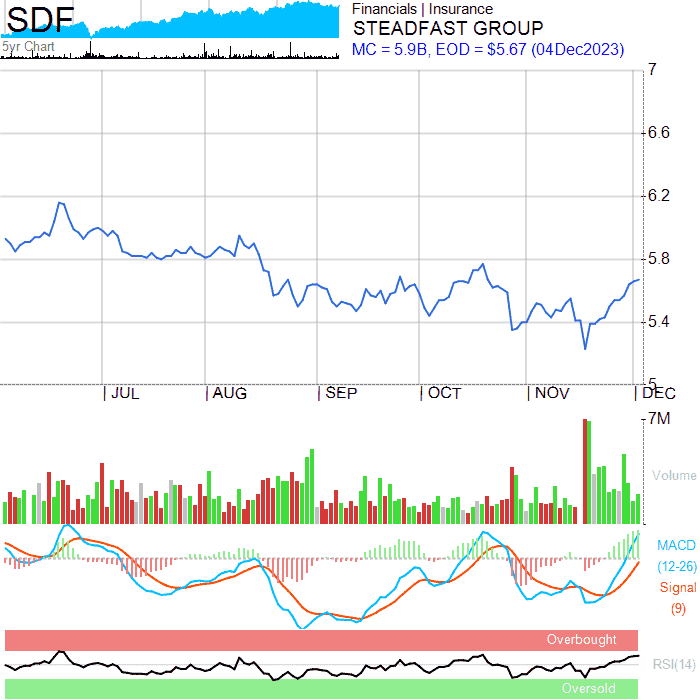 SDF
5yr Chart
Financials | Insurance
STEADFAST GROUP
MC = 5.9B, EOD = $5.67 (04Dec2023)
7
6.6
6.2
5.8
5.4
5
JUL AUG SEP OCT NOV DEC
7M
Volume
MACD
(12-26)
Signal
(9)
Overbought
RSI(14)
Oversold